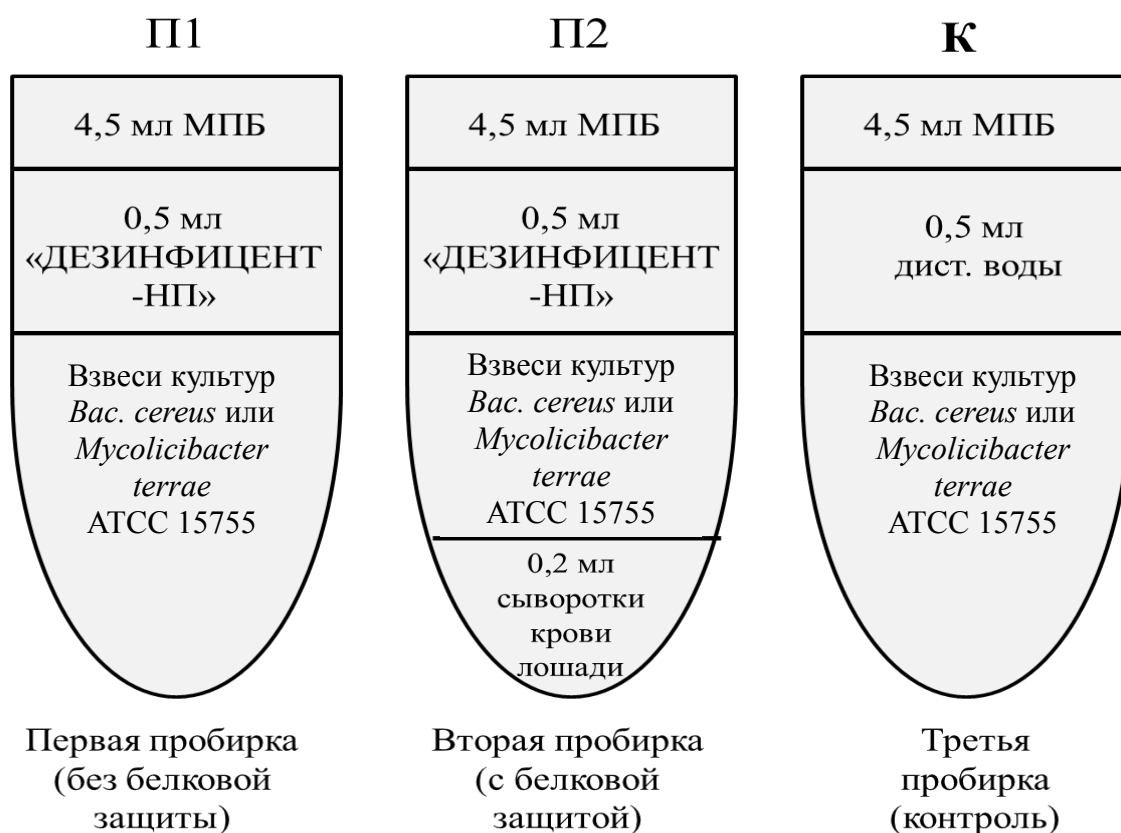 П1
4,5 мл МПБ
0,5 мл
«ДЕЗИНФИЦЕНТ
-НП»
Взвеси культур
Bac. cereus или
Mycolicibacter
terrae
АТСС 15755
Первая пробирка
(без белковой
защиты)
П2
4,5 мл МПБ
0,5 мл
«ДЕЗИНФИЦЕНТ
-НП»
Взвеси культур
Bac. cereus или
Mycolicibacter
terrae
АТСС 15755
0,2 мл
сыворотки
крови
лошади
Вторая пробирка
(с белковой
защитой)
К
4,5 мл МПБ
0,5 мл
дист. воды
Взвеси культур
Bac. cereus или
Mycolicibacter
terrae
АТСС 15755
Третья
пробирка
(контроль)